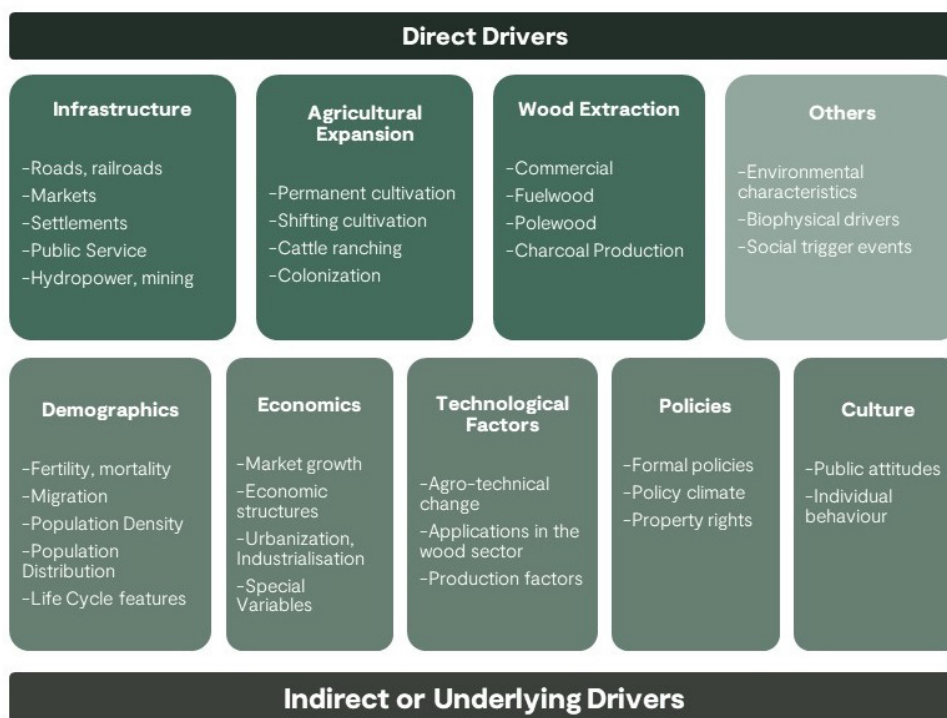 Direct Drivers
Infrastructure
-Roads, railroads
-Markets
-Settlements
-Public Service
-Hydropower, mining
Agricultural
Expansion
-Permanent cultivation
-Shifting cultivation
-Cattle ranching
-Colonization
Wood Extraction
-Commercial
-Fuelwood
-Polewood
-Charcoal Production
Others
-Environmental
characteristics
-Biophysical drivers
-Social trigger events
Demographics
-Fertility, mortality
-Migration
-Population Density
-Population
Distribution
-Life Cycle features
Economics
-Market growth
-Economic
structures
-Urbanization,
Industrialisation
-Special
Variables
Technological
Factors
-Agro-technical
change
-Applications in the
wood sector
-Production factors
Policies
-Formal policies
-Policy climate
-Property rights
Culture
-Public attitudes
-Individual
behaviour
Indirect or Underlying Drivers